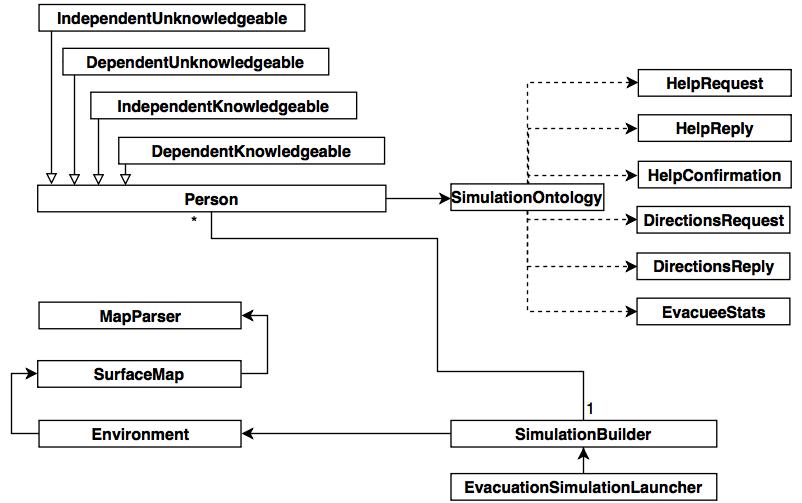 IndependentUnknowledgeable
DependentUnknowledgeable
IndependentKnowledgeable
DependentKnowledgeable
Person
*
SimulationOntology
HelpRequest
HelpReply
HelpConfirmation
DirectionsRequest
DirectionsReply
EvacueeStats
MapParser
SurfaceMap
Environment
1
SimulationBuilder
EvacuationSimulationLauncher